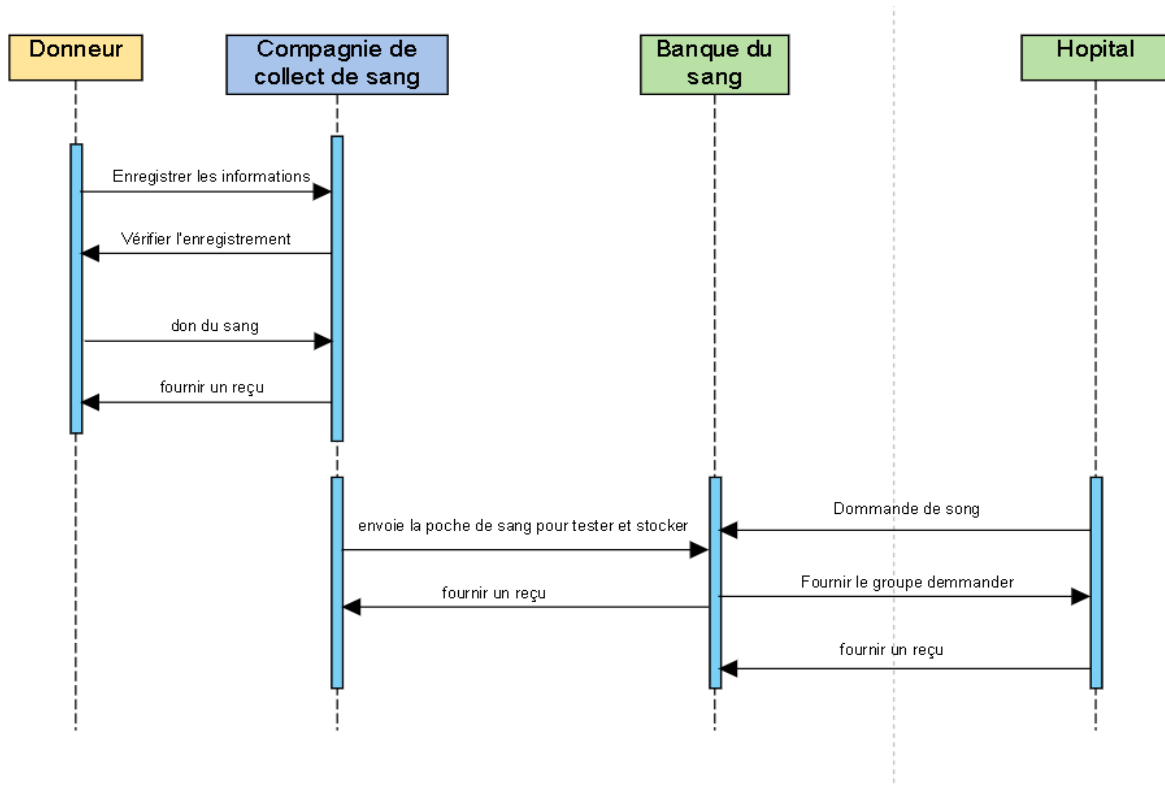 Donneur
Compagnie de
collect de sang
Banque du
sang
Hopital
Enregistrer les informations
Vérifier l'enregistrement
don du sang
fournir un reçu
Dommande de song
envoie la poche de sang pour tester et stocker
Fournir le groupe demmander
fournir un reçu
fournir un reçu